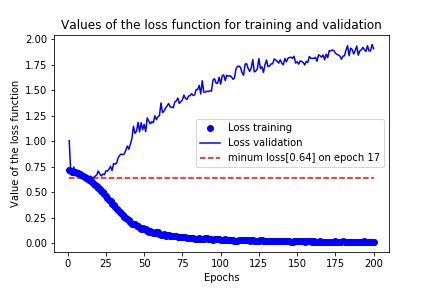 Values of the loss function for training and validation
2.00
1.75
1.50
1.25
1.00
0.75
0.50
0.25
0.00
Value of the loss function
Loss training
Loss validation
minum loss[0.64] on epoch 17
0 25 50 75 100 125 150 175 200
Epochs